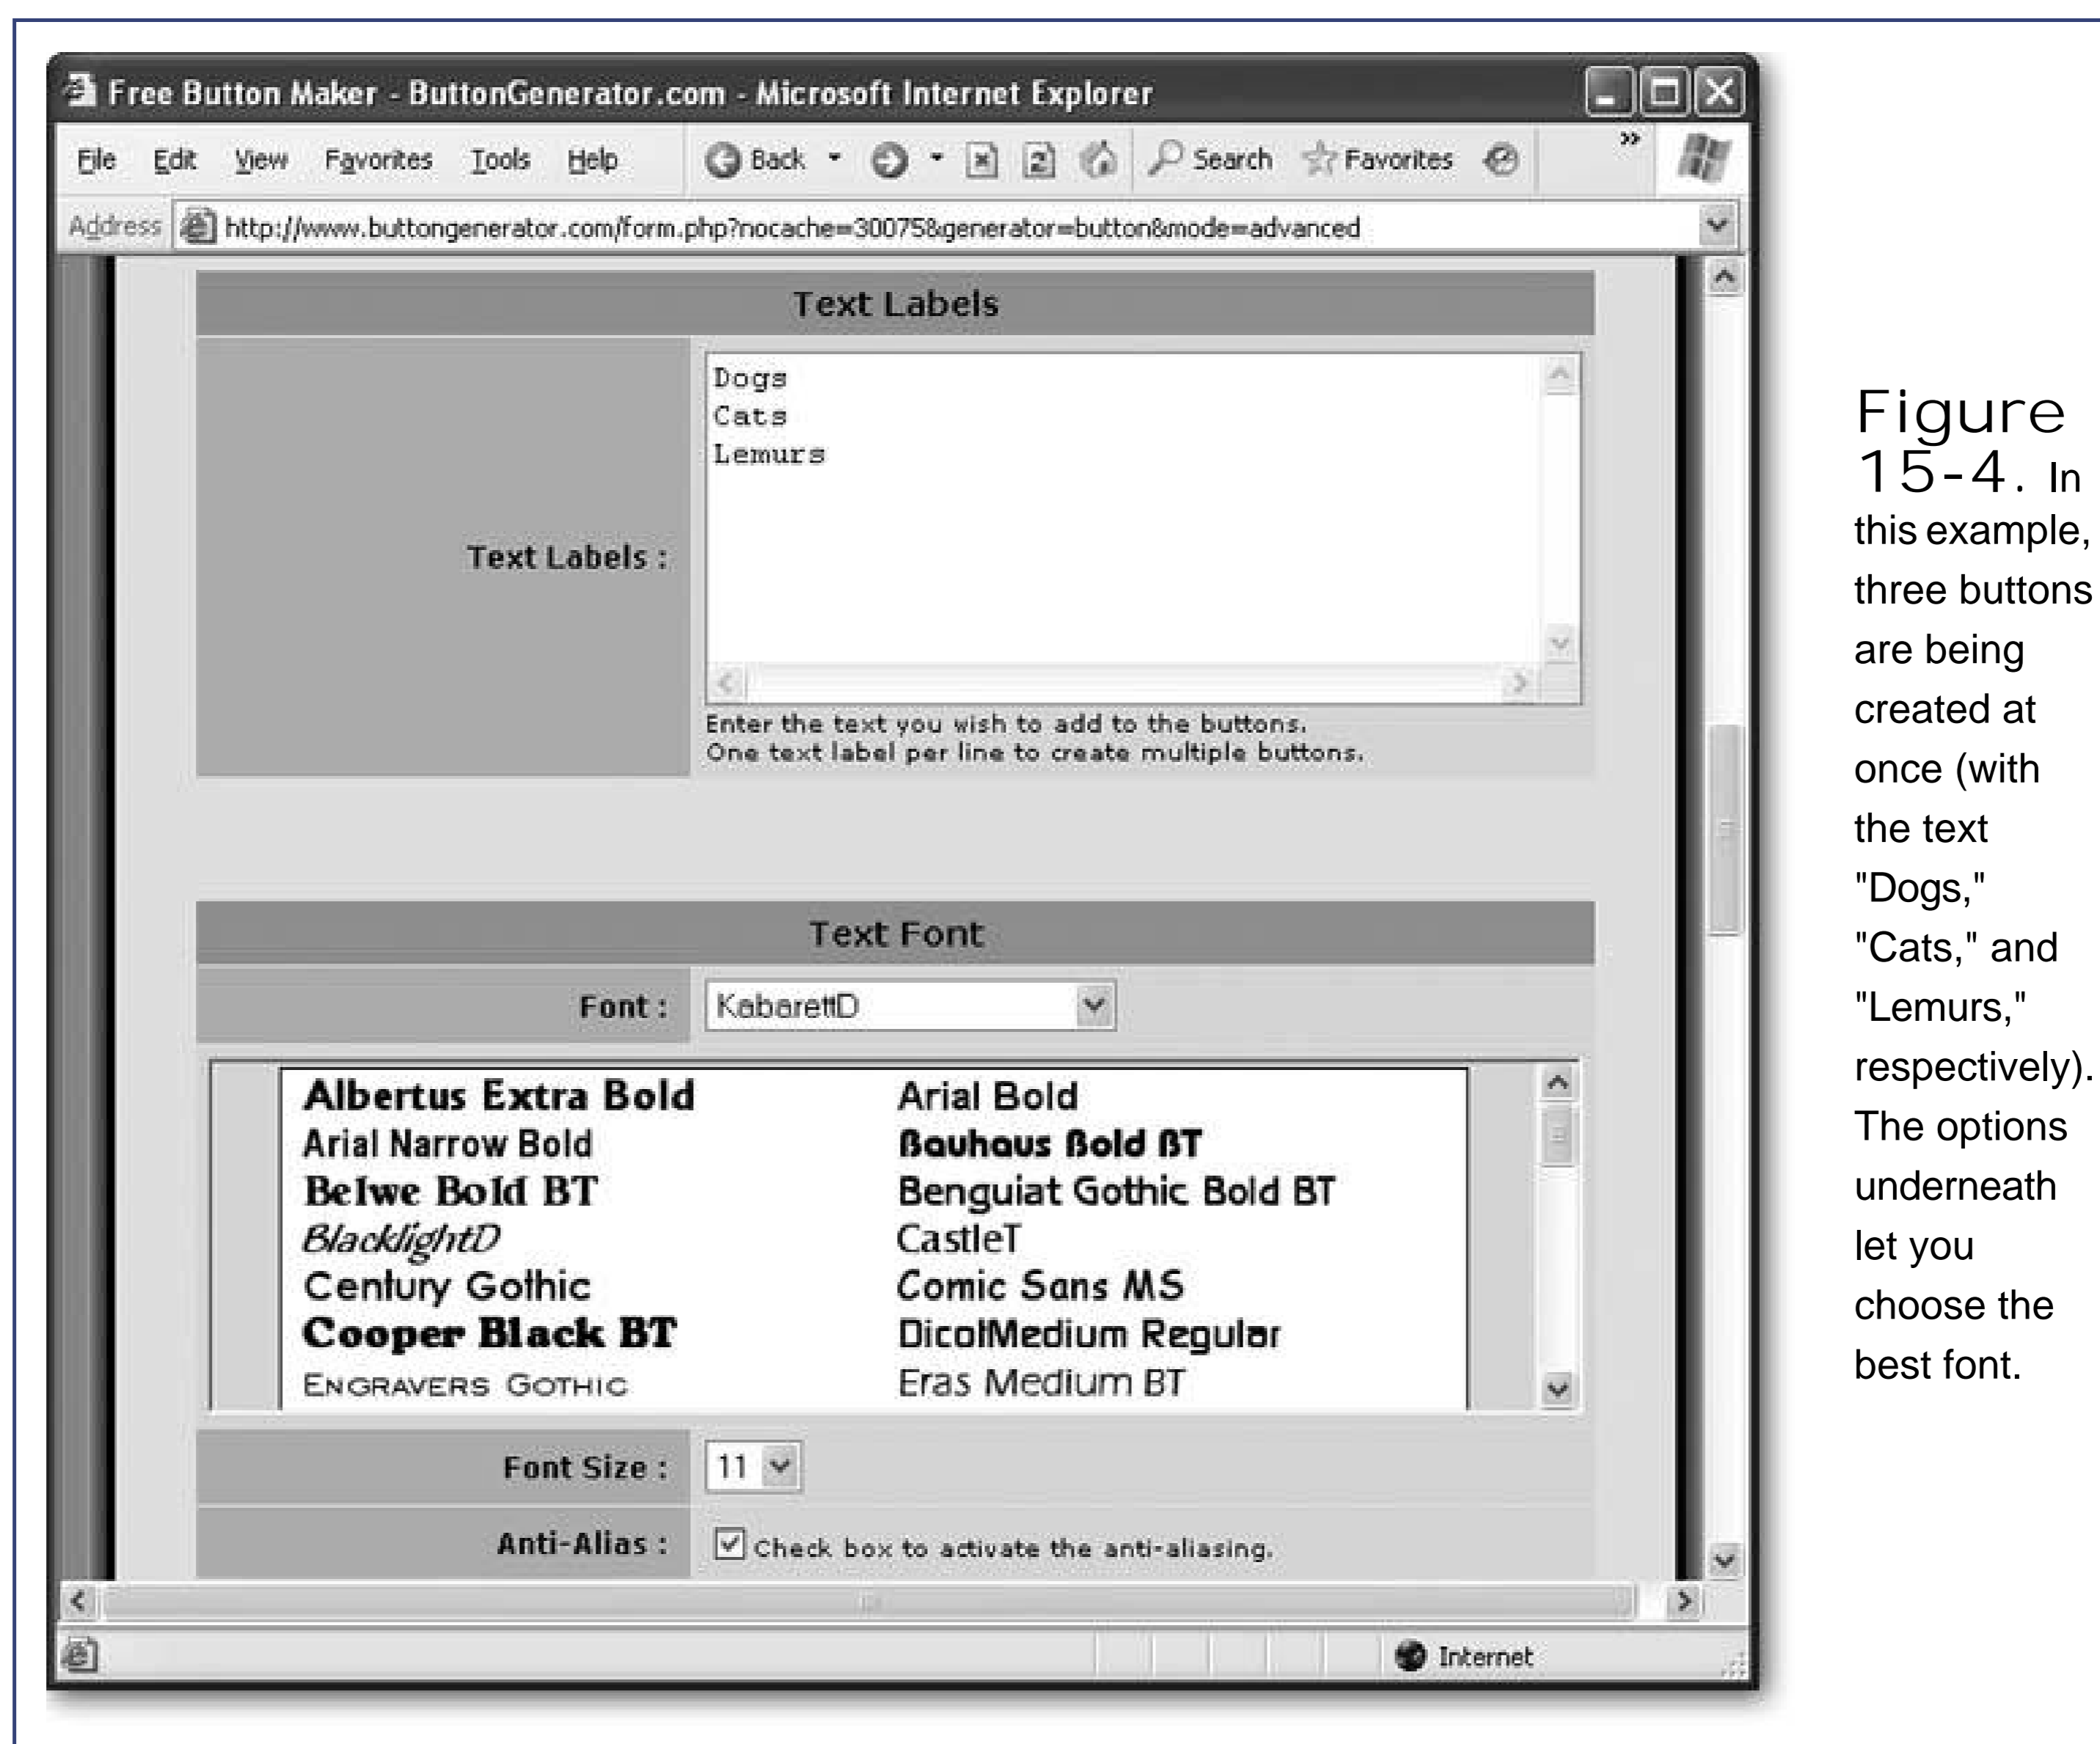 Free Button Maker - ButtonGenerator.com - Microsoft Internet Explorer
File Edit View Favorites Tools Help Back Search Favorites »
Address http://www.buttongenerator.com/form.php?nocache=30075&generator=button&mode=advanced
Text Labels
Text Labels :
Dogs
Cats
Lemurs
Enter the text you wish to add to the buttons.
One text label per line to create multiple buttons.
Text Font
Font : KabarettD
Albertus Extra Bold Arial Bold
Arial Narrow Bold Bauhaus Bold BT
Belwe Bold BT Benguiat Gothic Bold BT
BlacklightD CastleT
Century Gothic Comic Sans MS
Cooper Black BT DicotMedium Regular
Engravers Gothic Eras Medium BT
Font Size : 11
Anti-Alias : Check box to activate the anti-aliasing.
Internet
Figure
15-4. In
this example,
three buttons
are being
created at
once (with
the text
"Dogs,"
"Cats," and
"Lemurs,"
respectively).
The options
underneath
let you
choose the
best font.